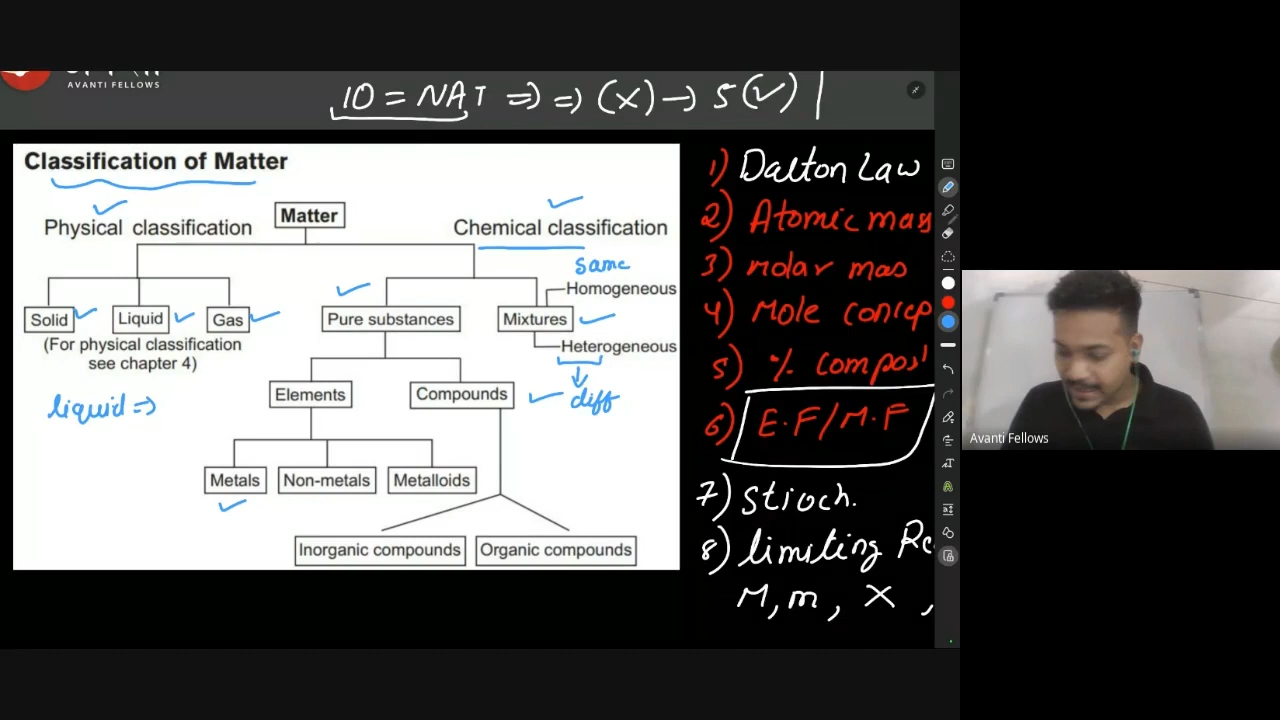 AVANTI FELLOWS
10 = NAT ⇒ ⇒ (x) → 5(✓)
Classification of Matter
Matter
Physical classification
Chemical classification
same
Homogeneous
Solid
Liquid
Gas
Pure substances
Mixtures
(For physical classification
see chapter 4)
Heterogeneous
diff
liquid ⇒
Elements
Compounds
Metals
Non-metals
Metalloids
Inorganic compounds
Organic compounds
1) Dalton Law
2) Atomic mass
3) molar mas
4) Mole concep
5) % compos
6) E.F/M.F
7) Stioch.
8) limiting Re
M, m, X ,
Avanti Fellows